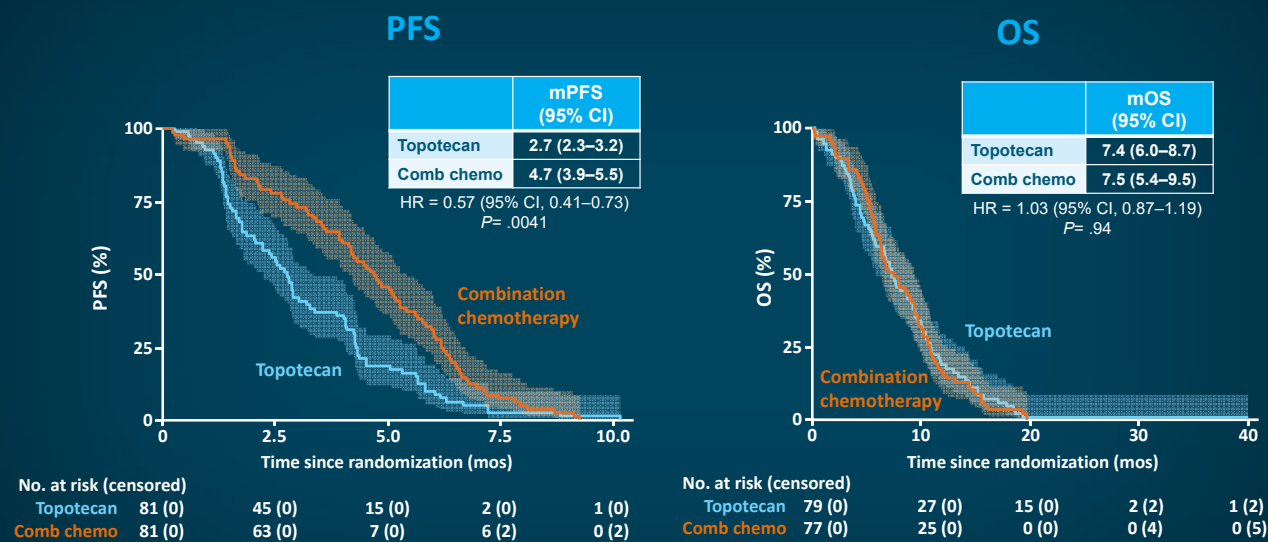 PFS
mPFS
(95% CI)
Topotecan 2.7 (2.3–3.2)
Comb chemo 4.7 (3.9–5.5)
HR = 0.57 (95% CI, 0.41–0.73)
P= .0041
100
75
50
25
0
PFS (%)
Combination
chemotherapy
Topotecan
0 2.5 5.0 7.5 10.0
Time since randomization (mos)
No. at risk (censored)
Topotecan 81 (0) 45 (0) 15 (0) 2 (0) 1 (0)
Comb chemo 81 (0) 63 (0) 7 (0) 6 (2) 0 (2)
OS
mOS
(95% CI)
Topotecan 7.4 (6.0–8.7)
Comb chemo 7.5 (5.4–9.5)
HR = 1.03 (95% CI, 0.87–1.19)
P= .94
100
75
50
25
0
OS (%)
Topotecan
Combination
chemotherapy
0 10 20 30 40
Time since randomization (mos)
No. at risk (censored)
Topotecan 79 (0) 27 (0) 15 (0) 2 (2) 1 (2)
Comb chemo 77 (0) 25 (0) 0 (0) 0 (4) 0 (5)